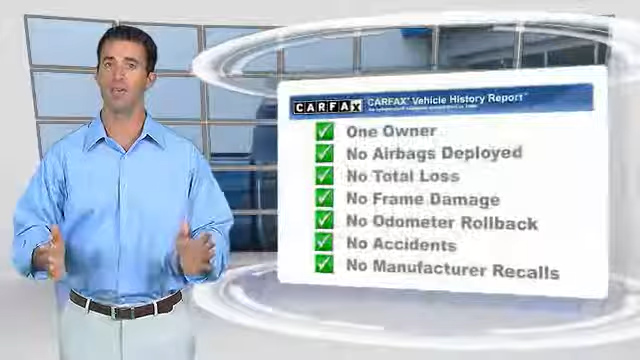 CARFAX CARFAX Vehicle History Report™
One Owner
No Airbags Deployed
No Total Loss
No Frame Damage
No Odometer Rollback
No Accidents
No Manufacturer Recalls